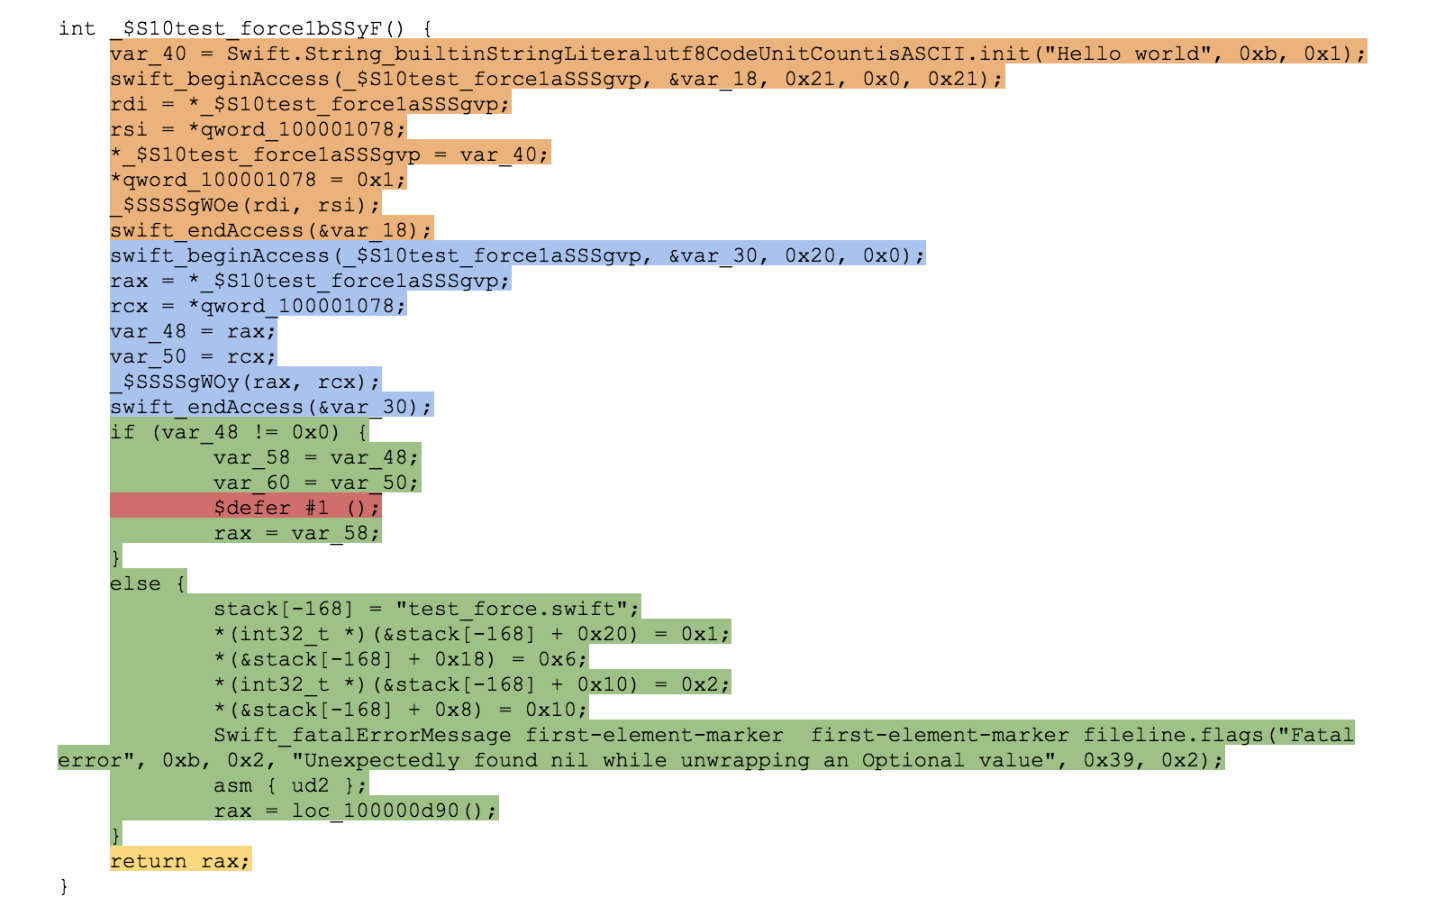 int _$S10test_force1bSSyF() {
var_40 = Swift.String_builtinStringLiteralutf8CodeUnitCountisASCII.init("Hello world", 0xb, 0x1);
swift_beginAccess(_$S10test_force1aSSSgvp, &var_18, 0x21, 0x0, 0x21);
rdi = *_$S10test_force1aSSSgvp;
rsi = *qword_100001078;
*_$S10test_force1aSSSgvp = var_40;
*qword_100001078 = 0x1;
_$SSSSgWOe(rdi, rsi);
swift_endAccess(&var_18);
swift_beginAccess(_$S10test_force1aSSSgvp, &var_30, 0x20, 0x0);
rax = *_$S10test_force1aSSSgvp;
rcx = *qword_100001078;
var_48 = rax;
var_50 = rcx;
_$SSSSgWOy(rax, rcx);
swift_endAccess(&var_30);
if (var_48 != 0x0) {
var_58 = var_48;
var_60 = var_50;
$defer #1 ();
rax = var_58;
}
else {
stack[-168] = "test_force.swift";
*(int32_t *)(&stack[-168] + 0x20) = 0x1;
*(&stack[-168] + 0x18) = 0x6;
*(int32_t *)(&stack[-168] + 0x10) = 0x2;
*(&stack[-168] + 0x8) = 0x10;
Swift_fatalErrorMessage first-element-marker  first-element-marker fileline.flags("Fatal
error", 0xb, 0x2, "Unexpectedly found nil while unwrapping an Optional value", 0x39, 0x2);
asm { ud2 };
rax = loc_100000d90();
}
return rax;
}